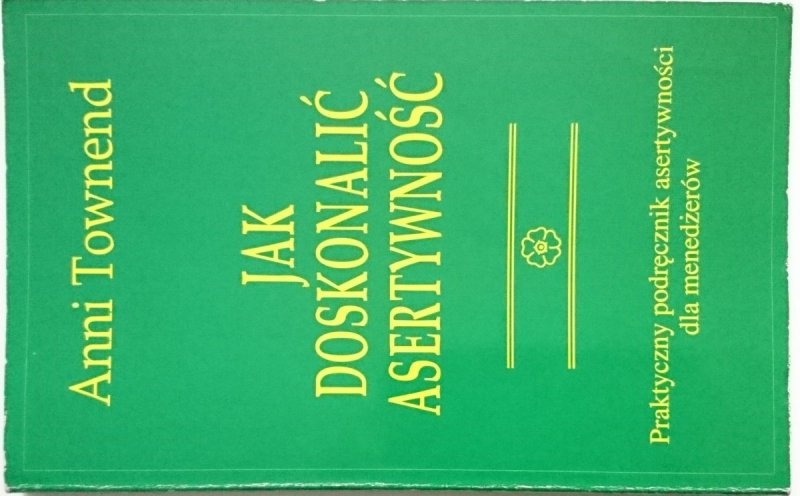 Anni Townend
JAK
DOSKONALIĆ
ASERTYWNOŚĆ
Praktyczny podręcznik asertywności
dla menedżerów